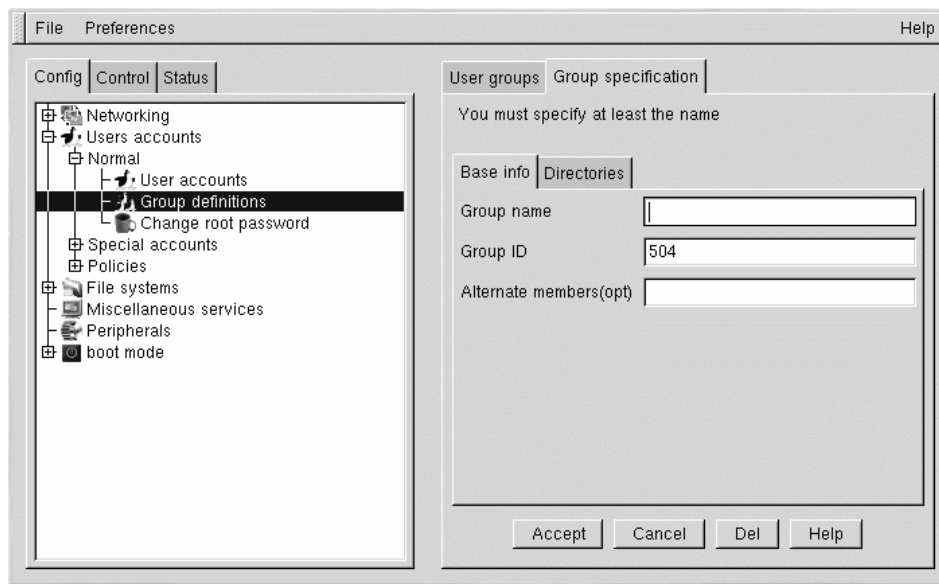 File Preferences Help
Config Control Status
Networking
Users accounts
Normal
User accounts
Group definitions
Change root password
Special accounts
Policies
File systems
Miscellaneous services
Peripherals
boot mode
User groups Group specification
You must specify at least the name
Base info Directories
Group name
Group ID 504
Alternate members(opt)
Accept Cancel Del Help